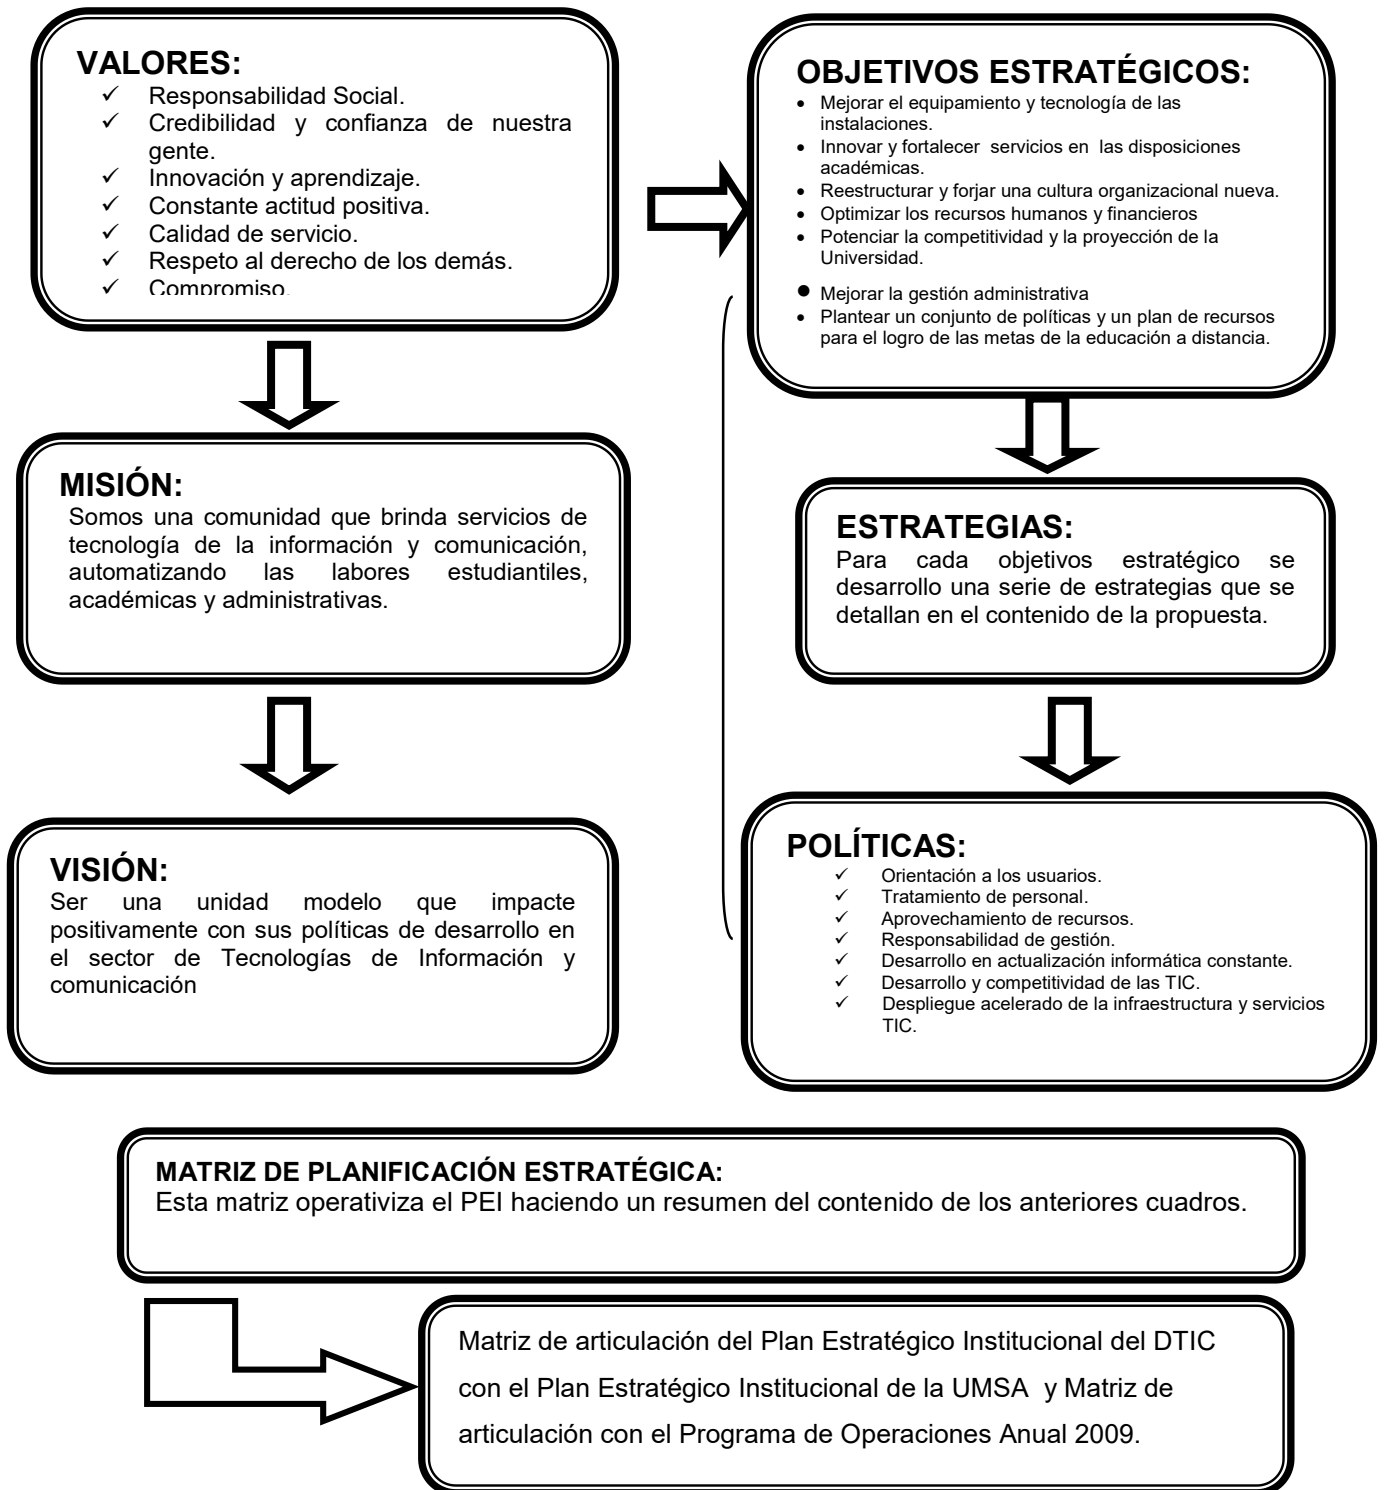 VALORES:
✓ Responsabilidad Social.
✓ Credibilidad y confianza de nuestra
gente.
✓ Innovación y aprendizaje.
✓ Constante actitud positiva.
✓ Calidad de servicio.
✓ Respeto al derecho de los demás.
✓ Compromiso.
MISIÓN:
Somos una comunidad que brinda servicios de
tecnología de la información y comunicación,
automatizando las labores estudiantiles,
académicas y administrativas.
VISIÓN:
Ser una unidad modelo que impacte
positivamente con sus políticas de desarrollo en
el sector de Tecnologías de Información y
comunicación
OBJETIVOS ESTRATÉGICOS:
• Mejorar el equipamiento y tecnología de las
instalaciones.
• Innovar y fortalecer servicios en las disposiciones
académicas.
• Reestructurar y forjar una cultura organizacional nueva.
• Optimizar los recursos humanos y financieros
• Potenciar la competitividad y la proyección de la
Universidad.
• Mejorar la gestión administrativa
• Plantear un conjunto de políticas y un plan de recursos
para el logro de las metas de la educación a distancia.
ESTRATEGIAS:
Para cada objetivos estratégico se
desarrollo una serie de estrategias que se
detallan en el contenido de la propuesta.
POLÍTICAS:
✓ Orientación a los usuarios.
✓ Tratamiento de personal.
✓ Aprovechamiento de recursos.
✓ Responsabilidad de gestión.
✓ Desarrollo en actualización informática constante.
✓ Desarrollo y competitividad de las TIC.
✓ Despliegue acelerado de la infraestructura y servicios
TIC.
MATRIZ DE PLANIFICACIÓN ESTRATÉGICA:
Esta matriz operativiza el PEI haciendo un resumen del contenido de los anteriores cuadros.
Matriz de articulación del Plan Estratégico Institucional del DTIC
con el Plan Estratégico Institucional de la UMSA y Matriz de
articulación con el Programa de Operaciones Anual 2009.